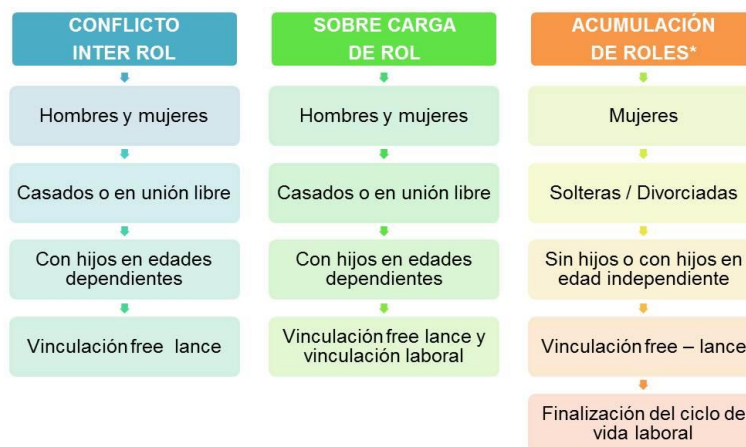 CONFLICTO
INTER ROL
Hombres y mujeres
Casados o en unión libre
Con hijos en edades
dependientes
Vinculación free lance
SOBRE CARGA
DE ROL
Hombres y mujeres
Casados o en unión libre
Con hijos en edades
dependientes
Vinculación free lance y
vinculación laboral
ACUMULACIÓN
DE ROLES*
Mujeres
Solteras / Divorciadas
Sin hijos o con hijos en
edad independiente
Vinculación free – lance
Finalización del ciclo de
vida laboral